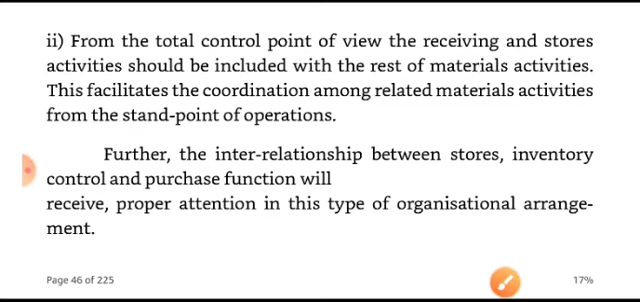 ii) From the total control point of view the receiving and stores
activities should be included with the rest of materials activities.
This facilitates the coordination among related materials activities
from the stand-point of operations.
Further, the inter-relationship between stores, inventory
control and purchase function will
receive, proper attention in this type of organisational arrange-
ment.
Page 46 of 225
17%